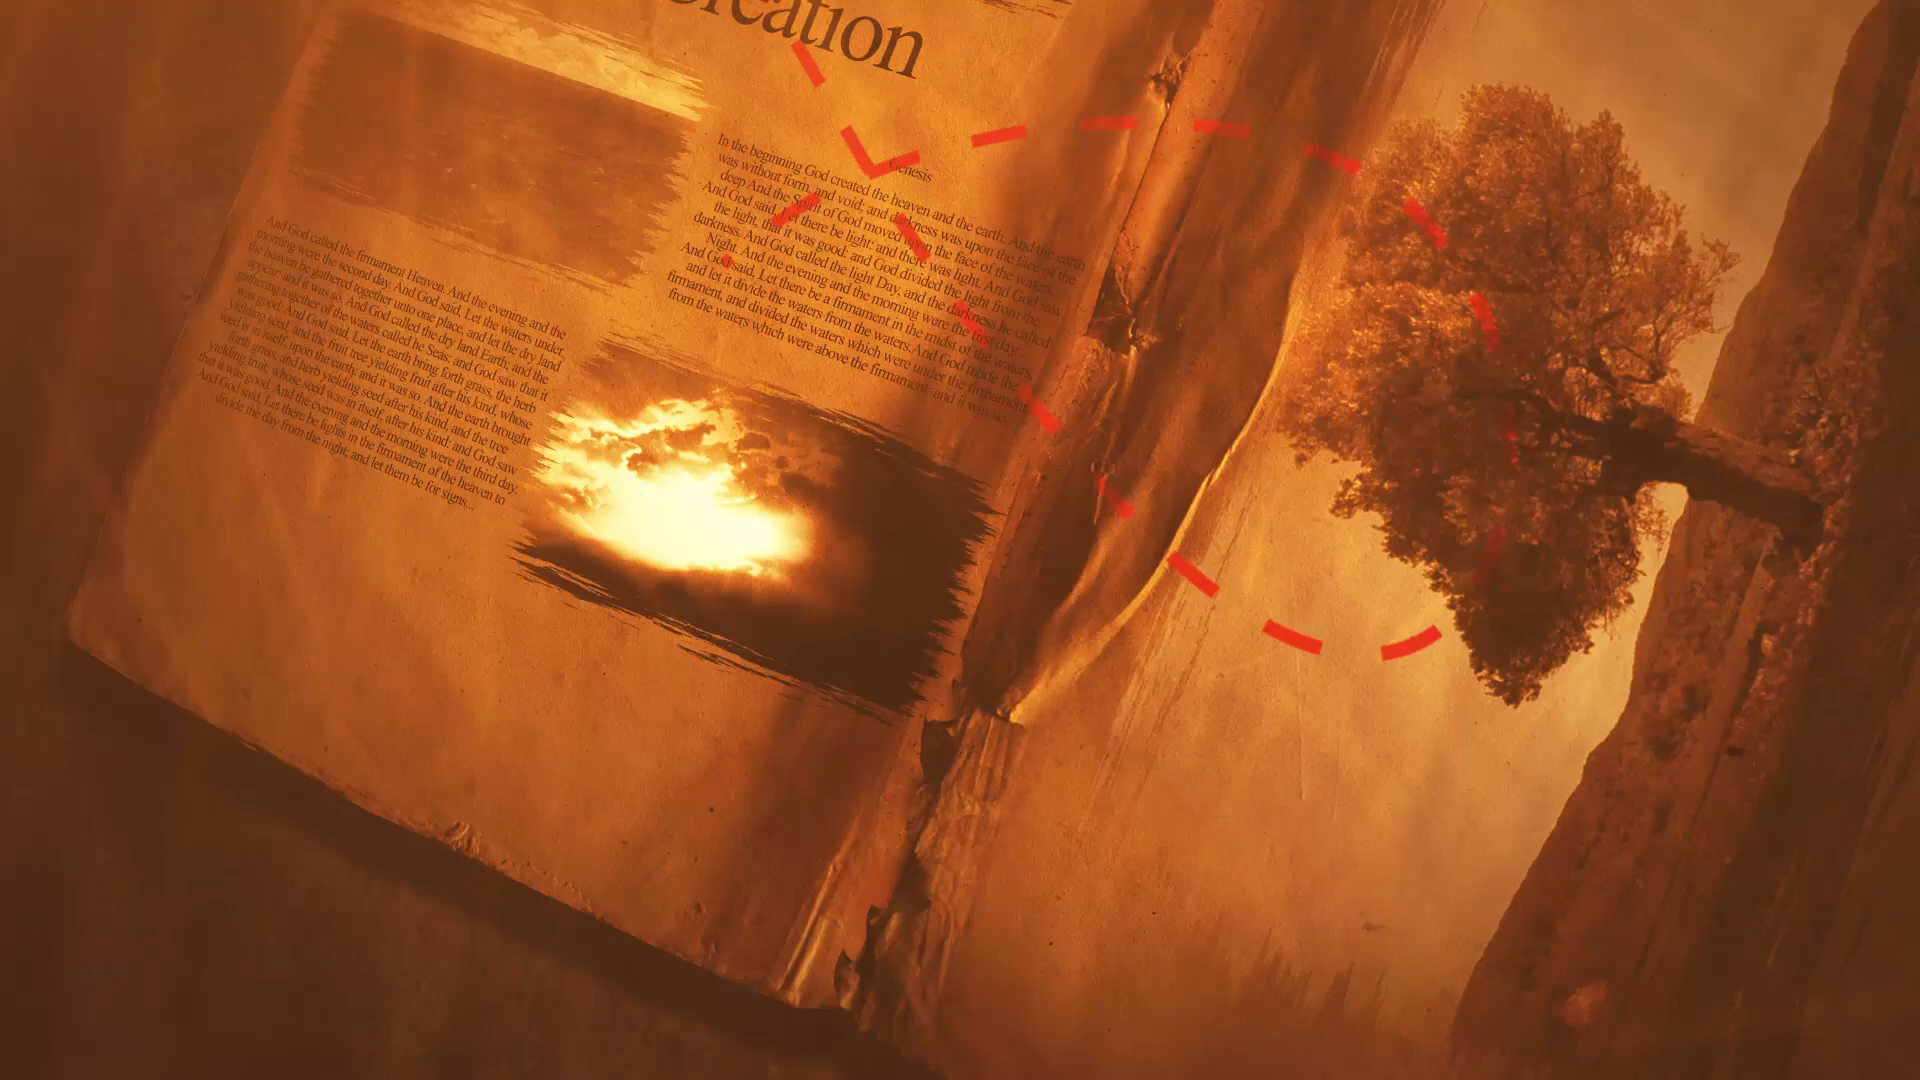 Creation
Genesis
In the beginning God created the heaven and the earth. And the earth
was without form, and void; and darkness was upon the face of the
deep And the Spirit of God moved upon the face of the waters.
And God said, Let there be light: and there was light. And God saw
the light, that it was good: and God divided the light from the
darkness. And God called the light Day, and the darkness he called
Night. And the evening and the morning were the first day.
And God said, Let there be a firmament in the midst of the waters,
and let it divide the waters from the waters. And God made the
firmament, and divided the waters which were under the firmament
from the waters which were above the firmament: and it was so.
And God called the firmament Heaven. And the evening and the
morning were the second day. And God said, Let the waters under
the heaven be gathered together unto one place, and let the dry land
appear: and it was so. And God called the dry land Earth; and the
gathering together of the waters called he Seas: and God saw that it
was good. And God said, Let the earth bring forth grass, the herb
yielding seed, and the fruit tree yielding fruit after his kind, whose
seed is in itself, upon the earth: and it was so. And the earth brought
forth grass, and herb yielding seed after his kind, and the tree
yielding fruit, whose seed was in itself, after his kind: and God saw
that it was good. And the evening and the morning were the third day.
And God said, Let there be lights in the firmament of the heaven to
divide the day from the night; and let them be for signs...